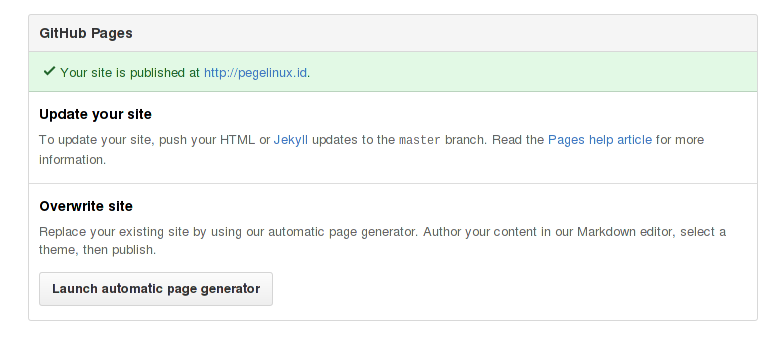 GitHub Pages
Your site is published at http://pegelinux.id.
Update your site
To update your site, push your HTML or Jekyll updates to the master branch. Read the Pages help article for more
information.
Overwrite site
Replace your existing site by using our automatic page generator. Author your content in our Markdown editor, select a
theme, then publish.
Launch automatic page generator